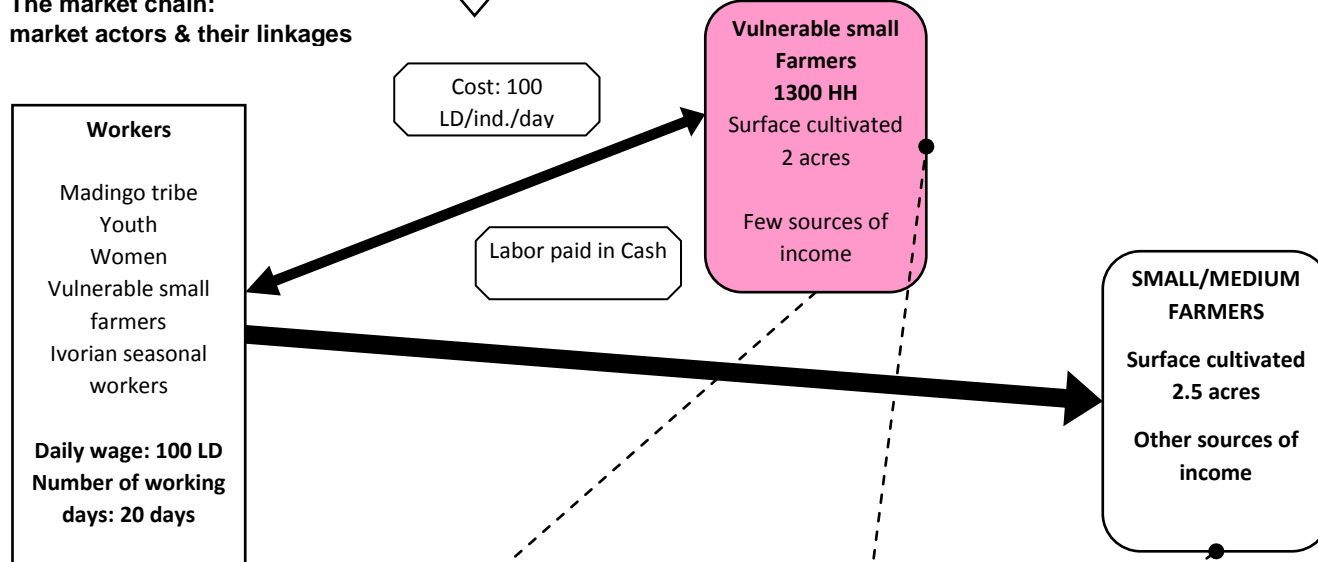 The market chain:
market actors & their linkages
Cost: 100
LD/ind./day
Vulnerable small
Farmers
1300 HH
Surface cultivated
2 acres
Few sources of
income
Workers
Madingo tribe
Youth
Women
Vulnerable small
farmers
Ivorian seasonal
workers
Daily wage: 100 LD
Number of working
days: 20 days
Labor paid in Cash
SMALL/MEDIUM
FARMERS
Surface cultivated
2.5 acres
Other sources of
income